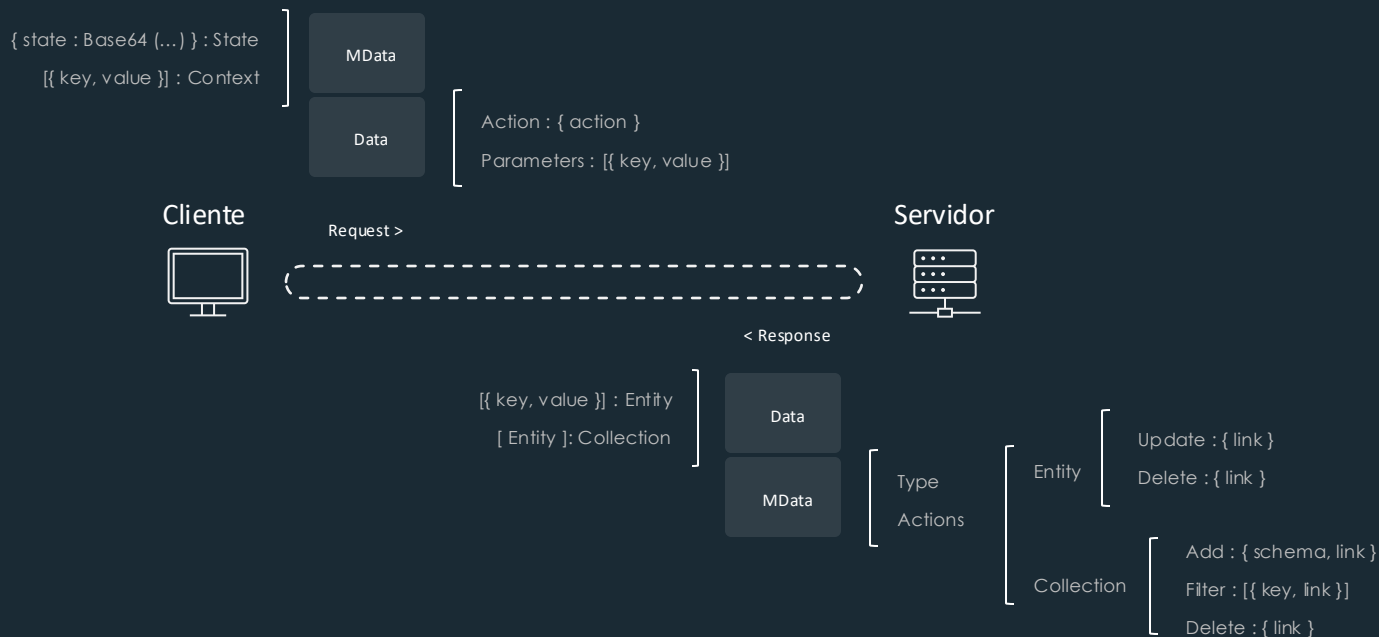 { state : Base64 (...) } : State
[{ key, value }] : Context
MData
Data
Action : { action }
Parameters : [{ key, value }]
Cliente
Servidor
Request >
< Response
[{ key, value }] : Entity
[ Entity ]: Collection
Data
MData
Type
Actions
Entity
Update : { link }
Delete : { link }
Collection
Add : { schema, link }
Filter : [{ key, link }]
Delete : { link }